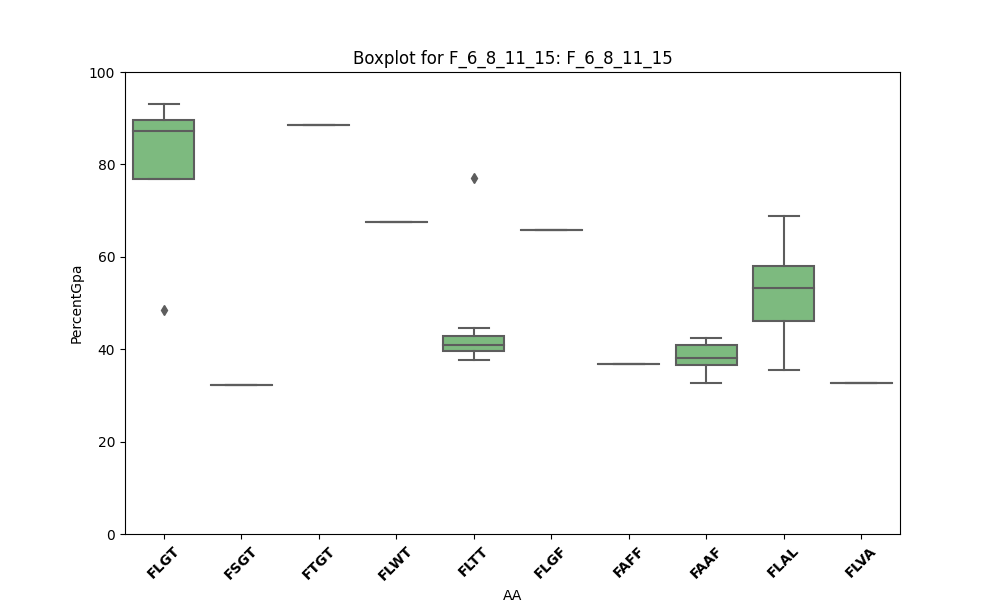 Boxplot for F_6_8_11_15: F_6_8_11_15
PercentGpa
100
80
60
40
20
0
FLGT FSGT FTGT FLWT FLTT FLGF FAFF FAAF FLAL FLVA
AA